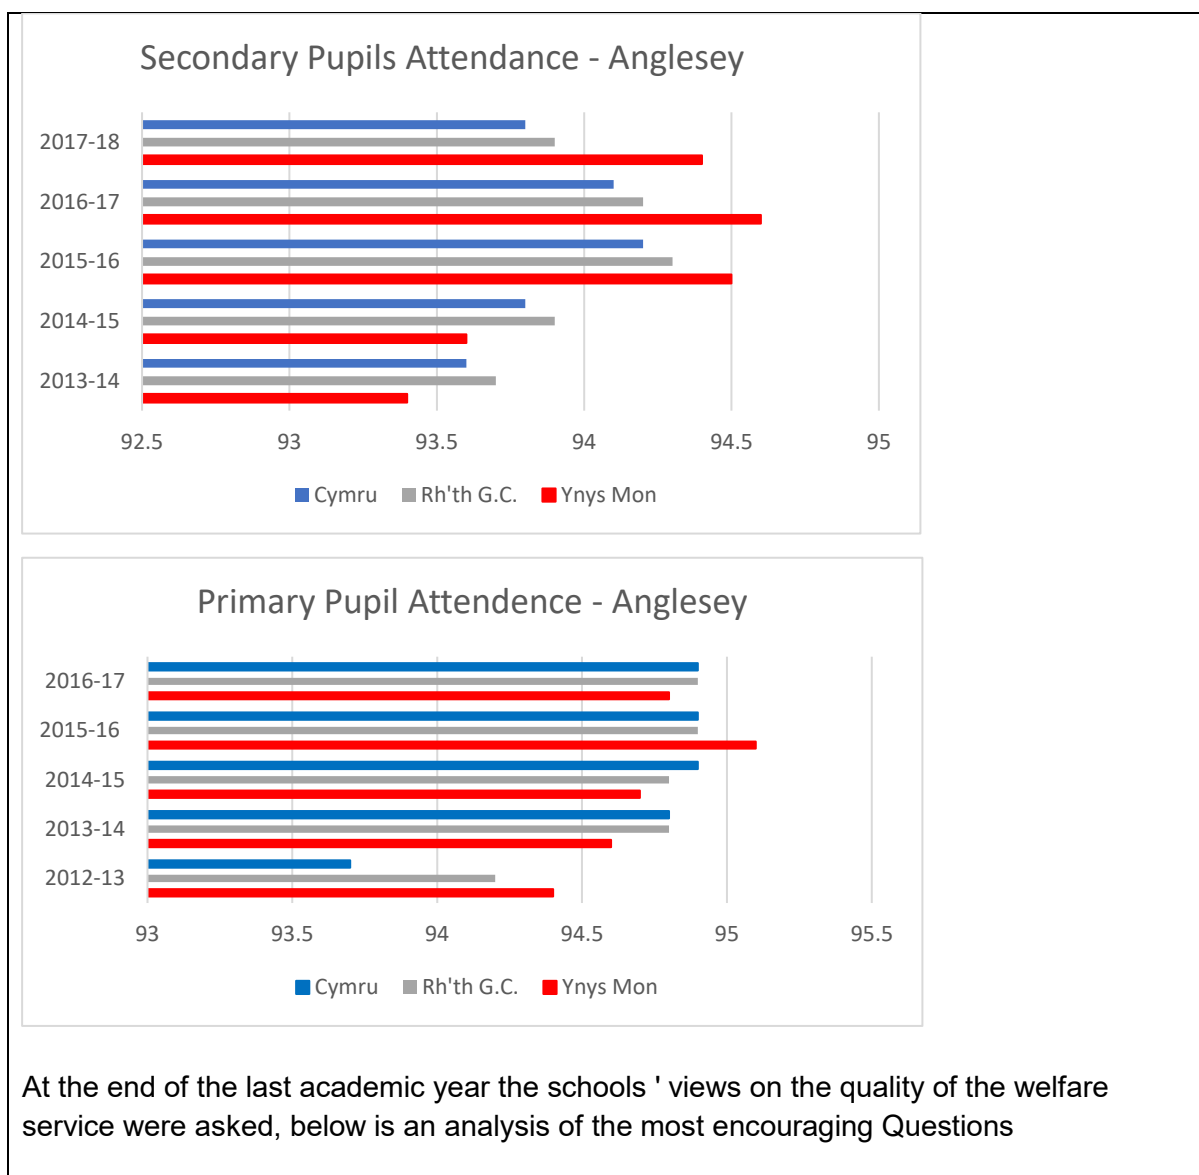 Secondary Pupils Attendance - Anglesey
2017-18
2016-17
2015-16
2014-15
2013-14
92.5 93 93.5 94 94.5 95
Cymru Rh'th G.C. Ynys Mon
Primary Pupil Attendence - Anglesey
2016-17
2015-16
2014-15
2013-14
2012-13
93 93.5 94 94.5 95 95.5
Cymru Rh'th G.C. Ynys Mon
At the end of the last academic year the schools ' views on the quality of the welfare
service were asked, below is an analysis of the most encouraging Questions